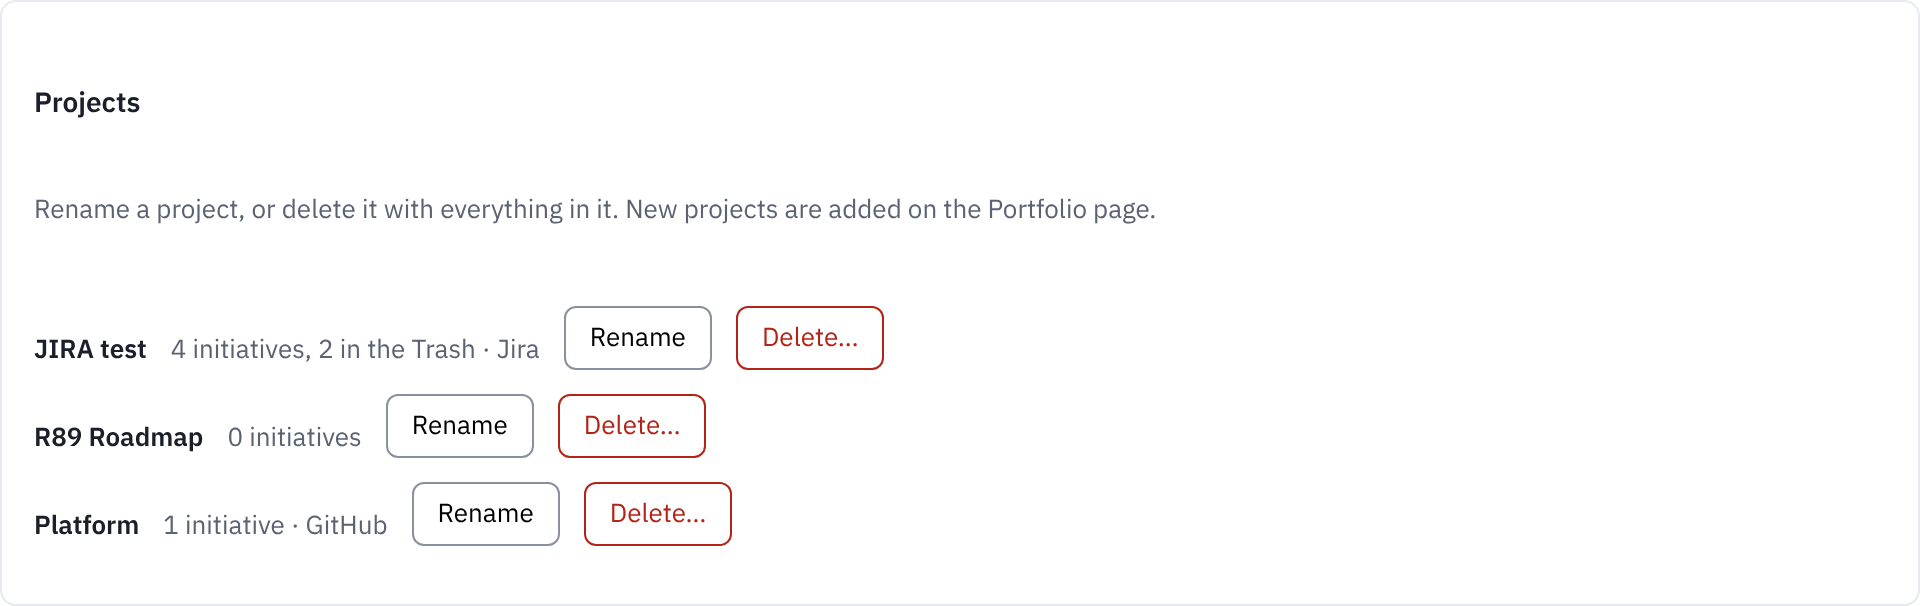 Projects
Rename a project, or delete it with everything in it. New projects are added on the Portfolio page.
JIRA test 4 initiatives, 2 in the Trash · Jira Rename Delete...
R89 Roadmap 0 initiatives Rename Delete...
Platform 1 initiative · GitHub Rename Delete...